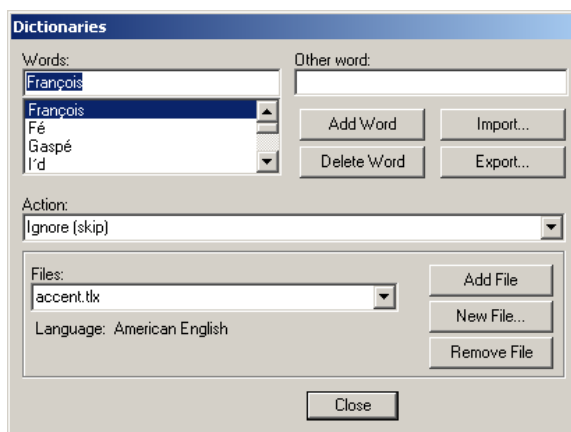 Dictionaries
Words:
Other word:
François
François
Fé
Gaspé
I´d
Add Word
Import...
Delete Word
Export...
Action:
Ignore (skip)
Files:
accent.tlx
Language: American English
Add File
New File...
Remove File
Close